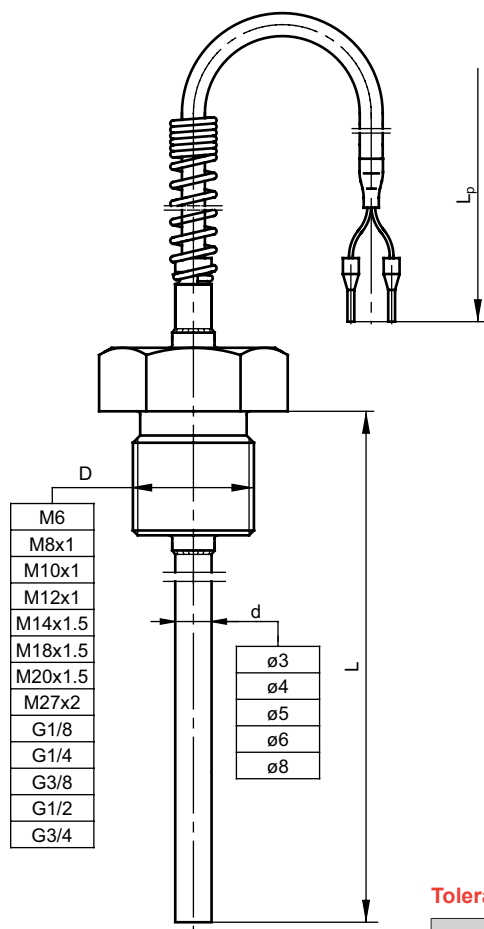 Lp
D
M6
M8x1
M10x1
M12x1
M14x1.5
M18x1.5
M20x1.5
M27x2
G1/8
G1/4
G3/8
G1/2
G3/4
d
ø3
ø4
ø5
ø6
ø8
L
Tolera